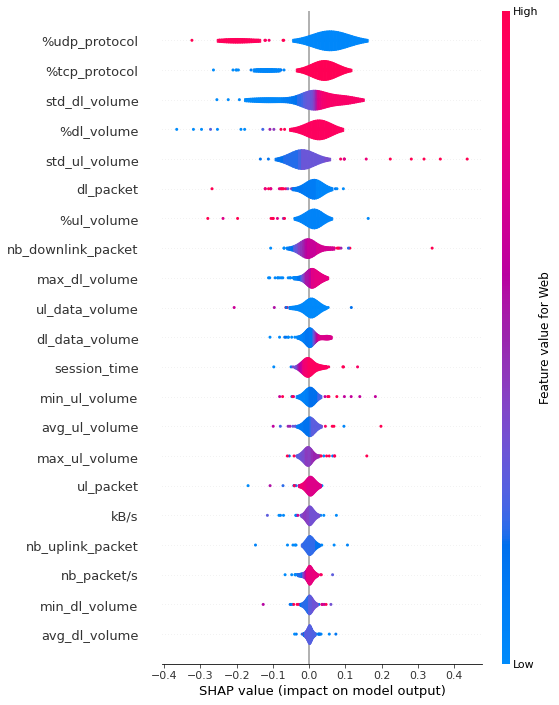 High
%udp_protocol
%tcp_protocol
std_dl_volume
%dl_volume
std_ul_volume
dl_packet
%ul_volume
nb_downlink_packet
max_dl_volume
ul_data_volume
dl_data_volume
session_time
min_ul_volume
avg_ul_volume
max_ul_volume
ul_packet
kB/s
nb_uplink_packet
nb_packet/s
min_dl_volume
avg_dl_volume
Feature value for Web
Low
−0.4 −0.3 −0.2 −0.1 0.0 0.1 0.2 0.3 0.4
SHAP value (impact on model output)